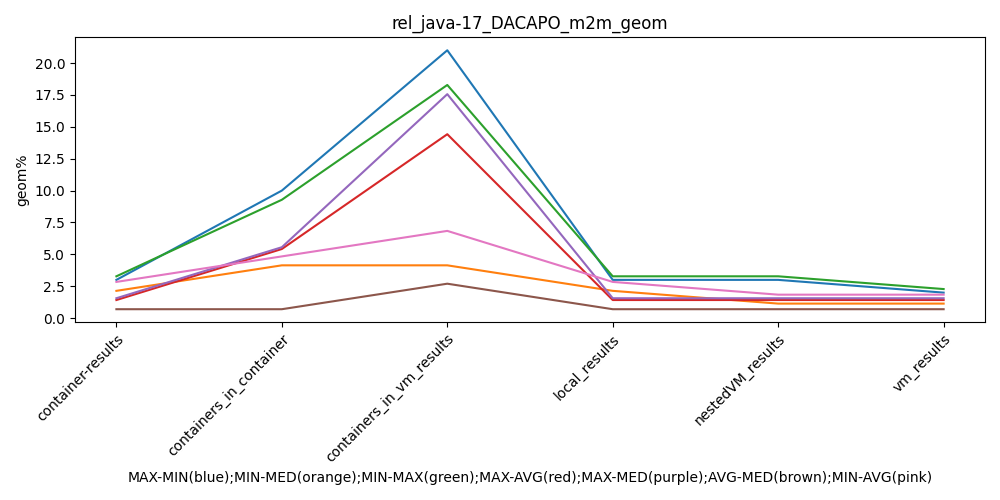 rel_java-17_DACAPO_m2m_geom
geom%
20.0
17.5
15.0
12.5
10.0
7.5
5.0
2.5
0.0
container-results
containers_in_container
containers_in_vm_results
local_results
nestedVM_results
vm_results
MAX-MIN(blue);MIN-MED(orange);MIN-MAX(green);MAX-AVG(red);MAX-MED(purple);AVG-MED(brown);MIN-AVG(pink)